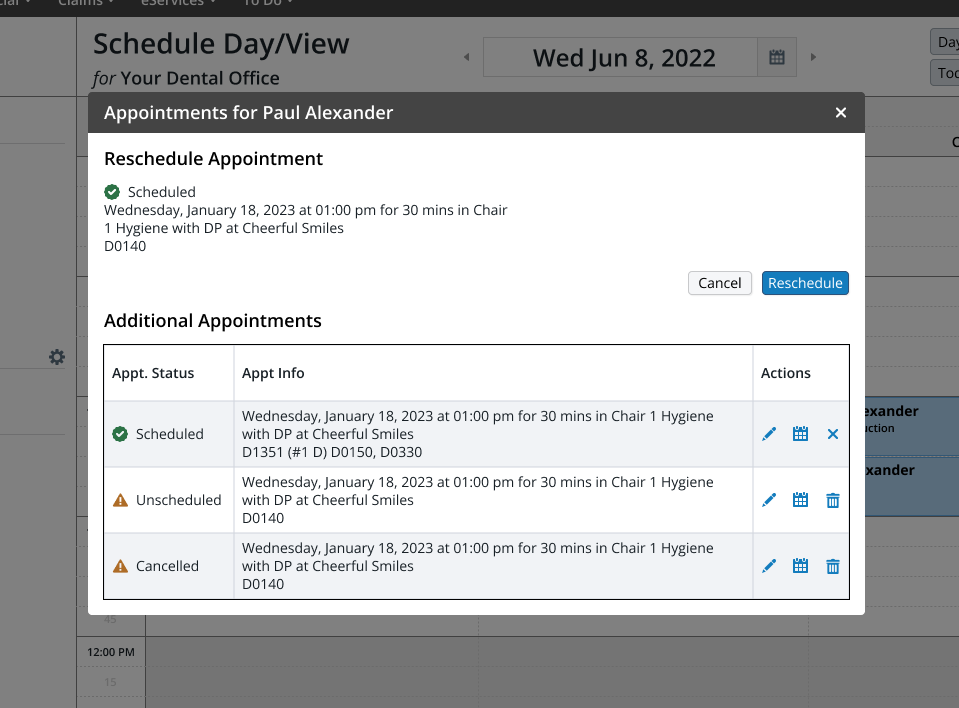 Claims
eServices
To Do
Schedule Day/View
for Your Dental Office
Wed Jun 8, 2022
Appointments for Paul Alexander
Reschedule Appointment
Scheduled
Wednesday, January 18, 2023 at 01:00 pm for 30 mins in Chair
1 Hygiene with DP at Cheerful Smiles
D0140
Cancel
Reschedule
Additional Appointments
Appt. Status
Appt Info
Actions
Scheduled
Wednesday, January 18, 2023 at 01:00 pm for 30 mins in Chair 1 Hygiene
with DP at Cheerful Smiles
D1351 (#1 D) D0150, D0330
Unscheduled
Wednesday, January 18, 2023 at 01:00 pm for 30 mins in Chair 1 Hygiene
with DP at Cheerful Smiles
D0140
Cancelled
Wednesday, January 18, 2023 at 01:00 pm for 30 mins in Chair 1 Hygiene
with DP at Cheerful Smiles
D0140
exander
uction
xander
45
12:00 PM
15